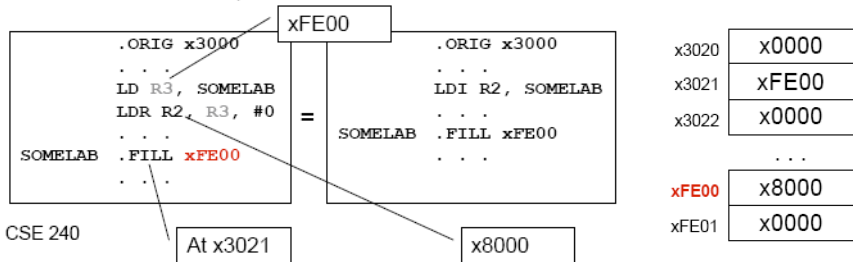 xFE00
.ORIG x3000
. . .
LD R3, SOMELAB
LDR R2, R3, #0
. . .
SOMELAB .FILL xFE00
. . .
=
.ORIG x3000
. . .
LDI R2, SOMELAB
. . .
SOMELAB .FILL xFE00
. . .
x3020 x0000
x3021 xFE00
x3022 x0000
. . .
xFE00 x8000
xFE01 x0000
CSE 240
At x3021
x8000